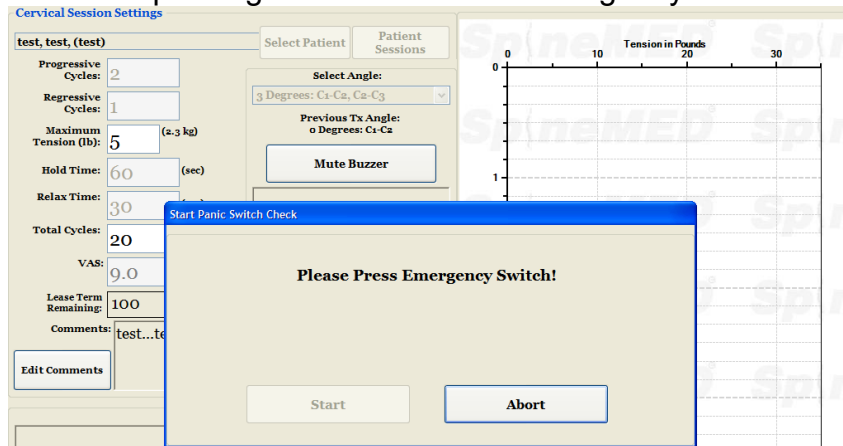 Cervical Session Settings
test, test, (test)
Select Patient
Patient
Sessions
Progressive
Cycles:
2
Regressive
Cycles:
1
Maximum
Tension (lb):
5
(2.3 kg)
Hold Time:
60
(sec)
Relax Time:
30
Total Cycles:
20
VAS:
9.0
Lease Term
Remaining:
100
Comments:
test...te
Edit Comments
Select Angle:
3 Degrees: C1-C2, C2-C3
Previous Tx Angle:
0 Degrees: C1-C2
Mute Buzzer
Start Panic Switch Check
Please Press Emergency Switch!
Start
Abort
Tension in Pounds
0
10
20
30
0
1
SpineMED
SpineMED